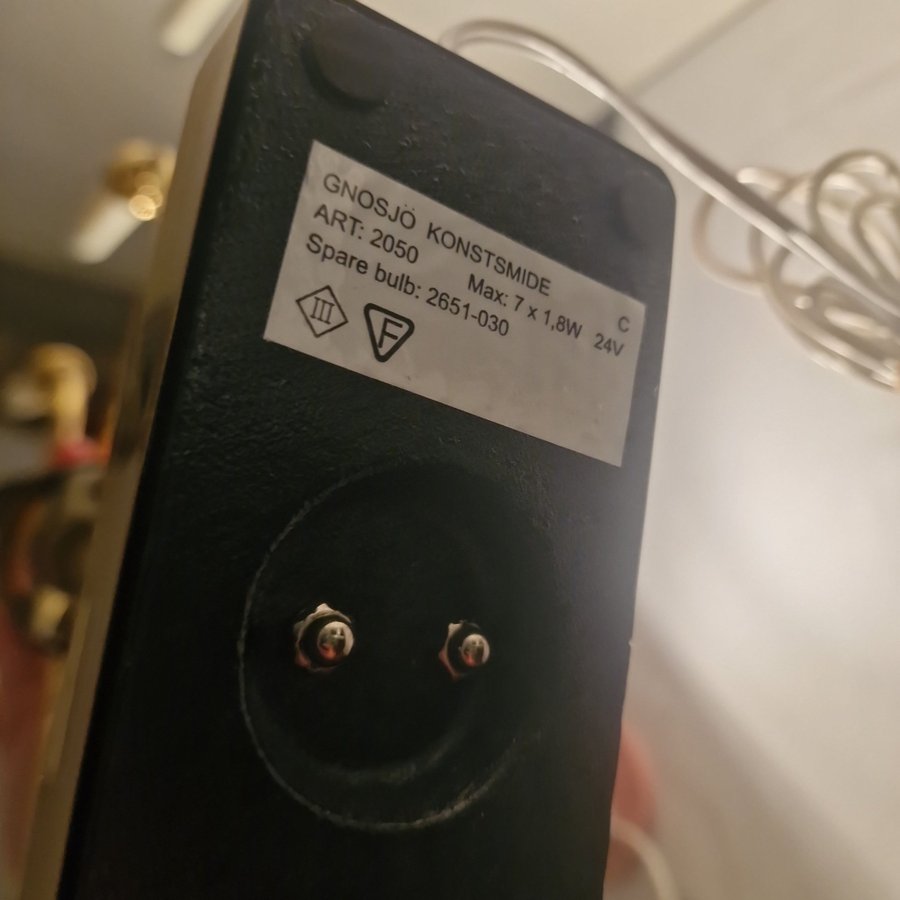 GNOSJÖ KONSTSMIDE C
ART: 2050 Max: 7 x 1,8W 24V
Spare bulb: 2651-030
III F